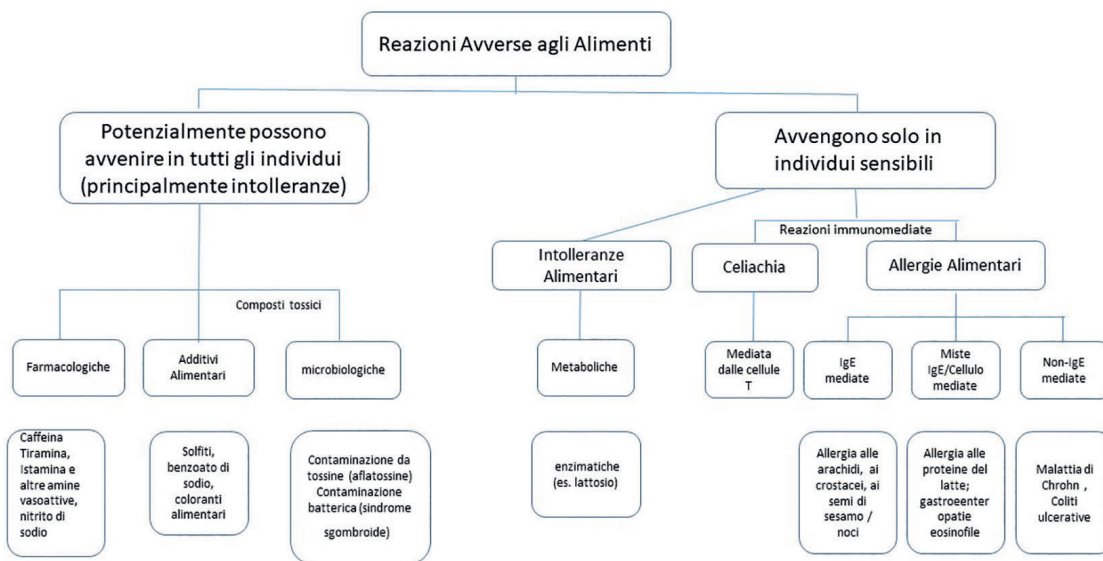 Reazioni Avverse agli Alimenti
Potenzialmente possono
avvenire in tutti gli individui
(principalmente intolleranze)
Avvengono solo in
individui sensibili
Reazioni immunomediate
Intolleranze
Alimentari
Celiachia
Allergie Alimentari
Composti tossici
Farmacologiche
Additivi
Alimentari
microbiologiche
Metaboliche
Mediata
dalle cellule
T
IgE
mediate
Miste
IgE/Cellulo
mediate
Non-IgE
mediate
Caffeina
Tiramina,
Istamina e
altre amine
vasoattive,
nitrito di
sodio
Solfiti,
benzoato di
sodio,
coloranti
alimentari
Contaminazione da
tossine (aflatossine)
Contaminazione
batterica (sindrome
sgombroide)
enzimatiche
(es. lattosio)
Allergia alle
arachidi, ai
crostacei, ai
semi di
sesamo /
noci
Allergia alle
proteine del
latte;
gastroeenter
opatie
eosinofile
Malattia di
Chrohn ,
Coliti
ulcerative